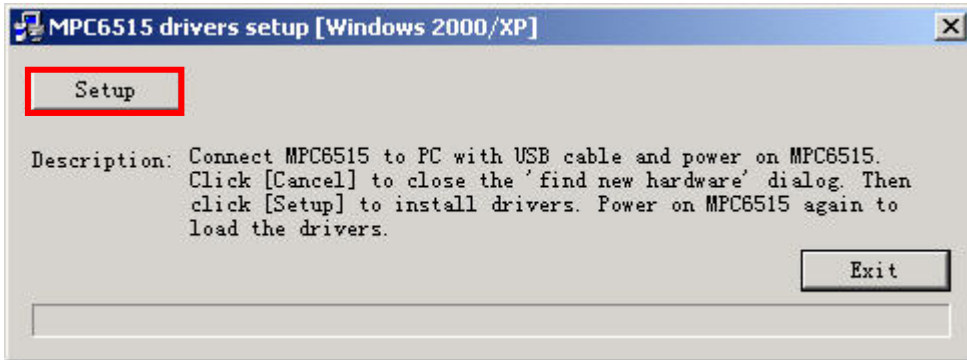 MPC6515 drivers setup [Windows 2000/XP]
Setup
Description: Connect MPC6515 to PC with USB cable and power on MPC6515.
Click [Cancel] to close the 'find new hardware' dialog. Then
click [Setup] to install drivers. Power on MPC6515 again to
load the drivers.
Exit